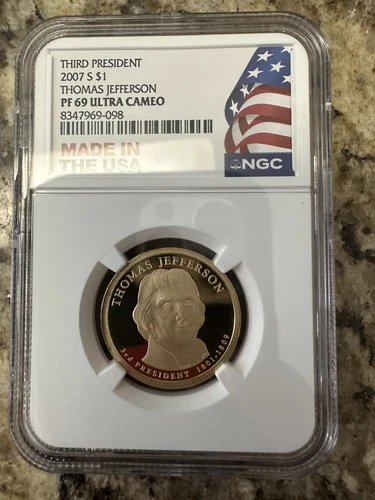 THIRD PRESIDENT
2007 S $1
THOMAS JEFFERSON
PF 69 ULTRA CAMEO
8347969-098
MADE IN
THE USA
NGC
THOMAS JEFFERSON
3rd PRESIDENT 1801-1809